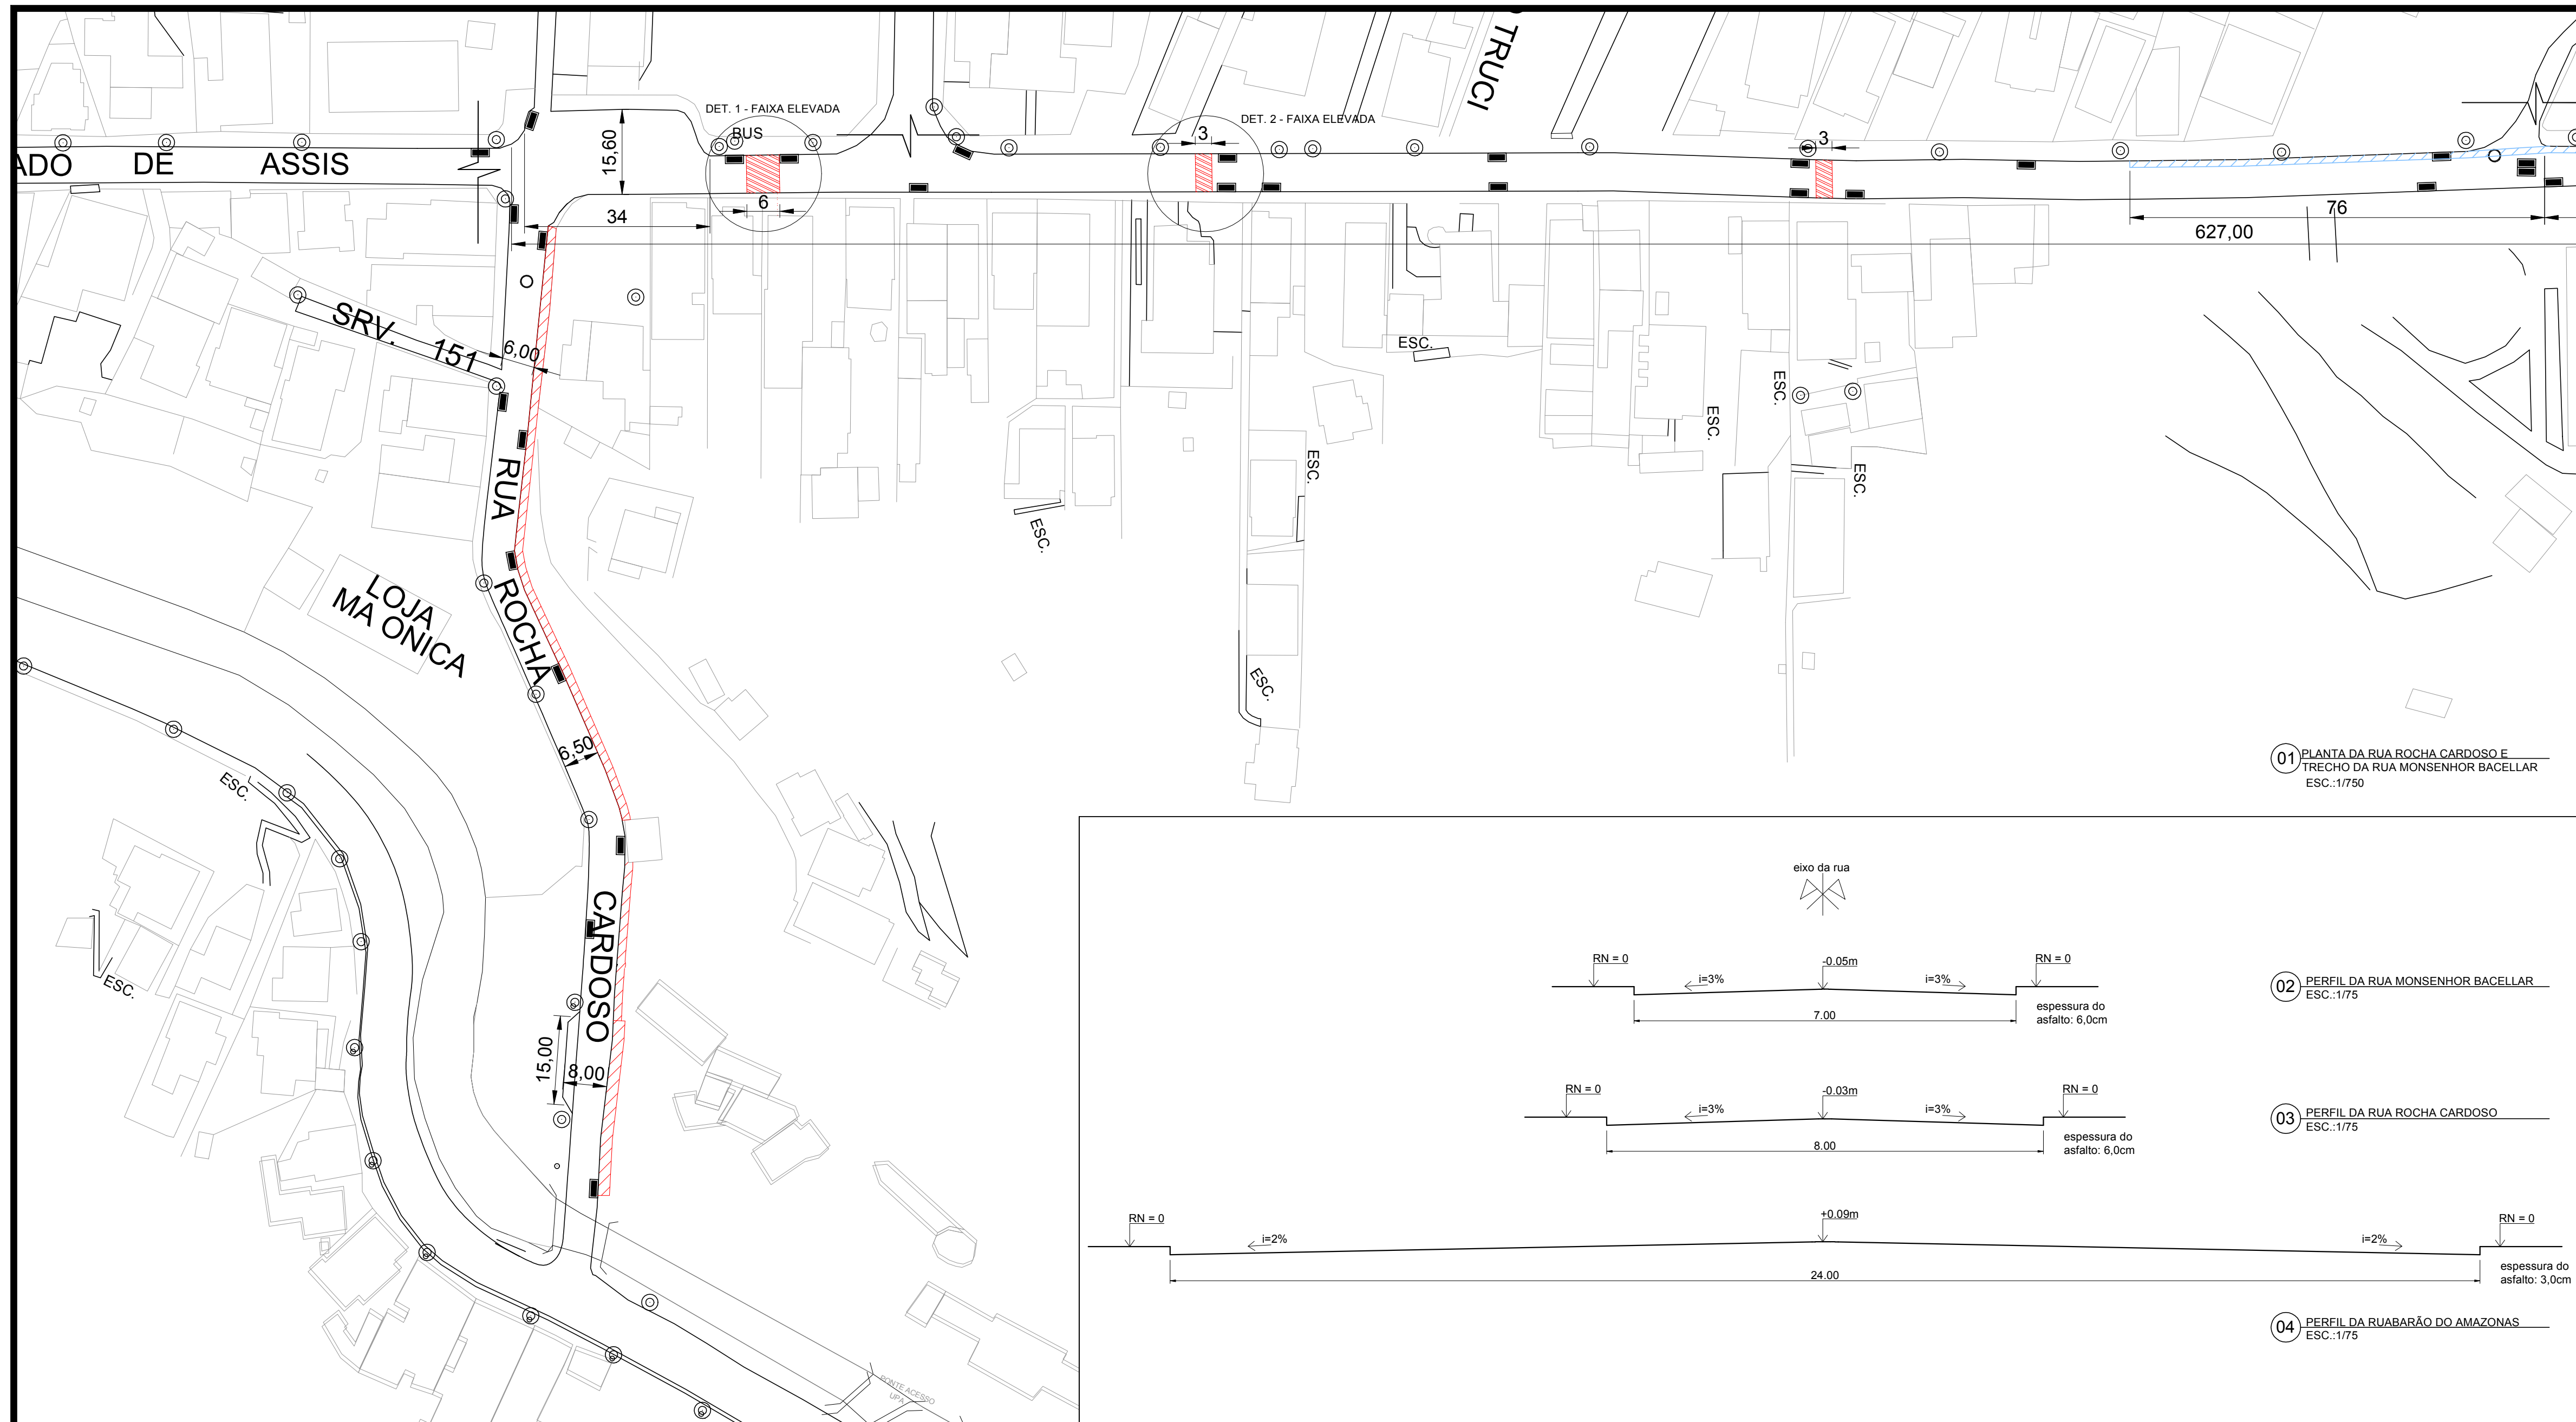 TRUCI
DET. 1 - FAIXA ELEVADA
BUS
15,60
DET. 2 - FAIXA ELEVADA
3
3
ADO DE ASSIS
6
34
76
627,00
SRV. 151
6,00
ESC.
ESC.
ESC.
ESC.
ESC.
ESC.
ESC.
RUA
ROCHA
CARDOSO
LOJA
MA ONICA
6,50
ESC.
ESC.
15,00
8,00
PONTE ACESSO
UPA
01
PLANTA DA RUA ROCHA CARDOSO E
TRECHO DA RUA MONSENHOR BACELLAR
ESC.:1/750
eixo da rua
RN = 0
-0.05m
RN = 0
i=3%
i=3%
7.00
espessura do
asfalto: 6,0cm
02
PERFIL DA RUA MONSENHOR BACELLAR
ESC.:1/75
RN = 0
-0.03m
RN = 0
i=3%
i=3%
8.00
espessura do
asfalto: 6,0cm
03
PERFIL DA RUA ROCHA CARDOSO
ESC.:1/75
RN = 0
+0.09m
RN = 0
i=2%
i=2%
24.00
espessura do
asfalto: 3,0cm
04
PERFIL DA RUABARÃO DO AMAZONAS
ESC.:1/75